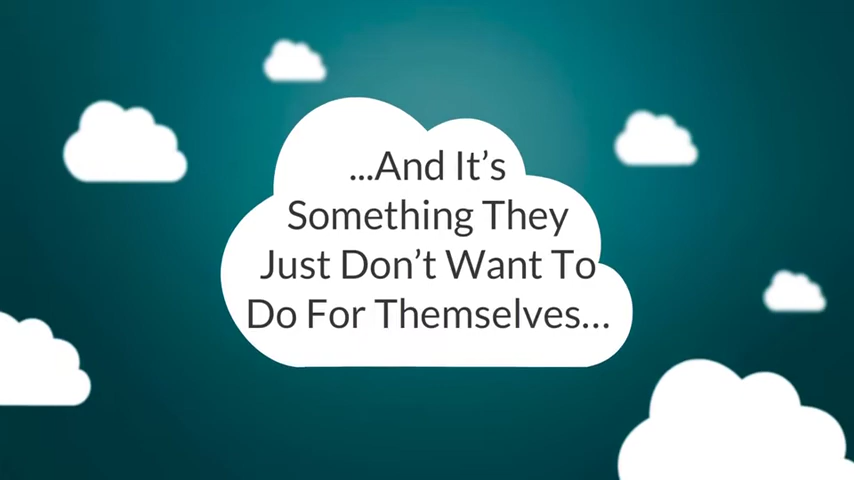 ...And It’s
Something They
Just Don’t Want To
Do For Themselves...